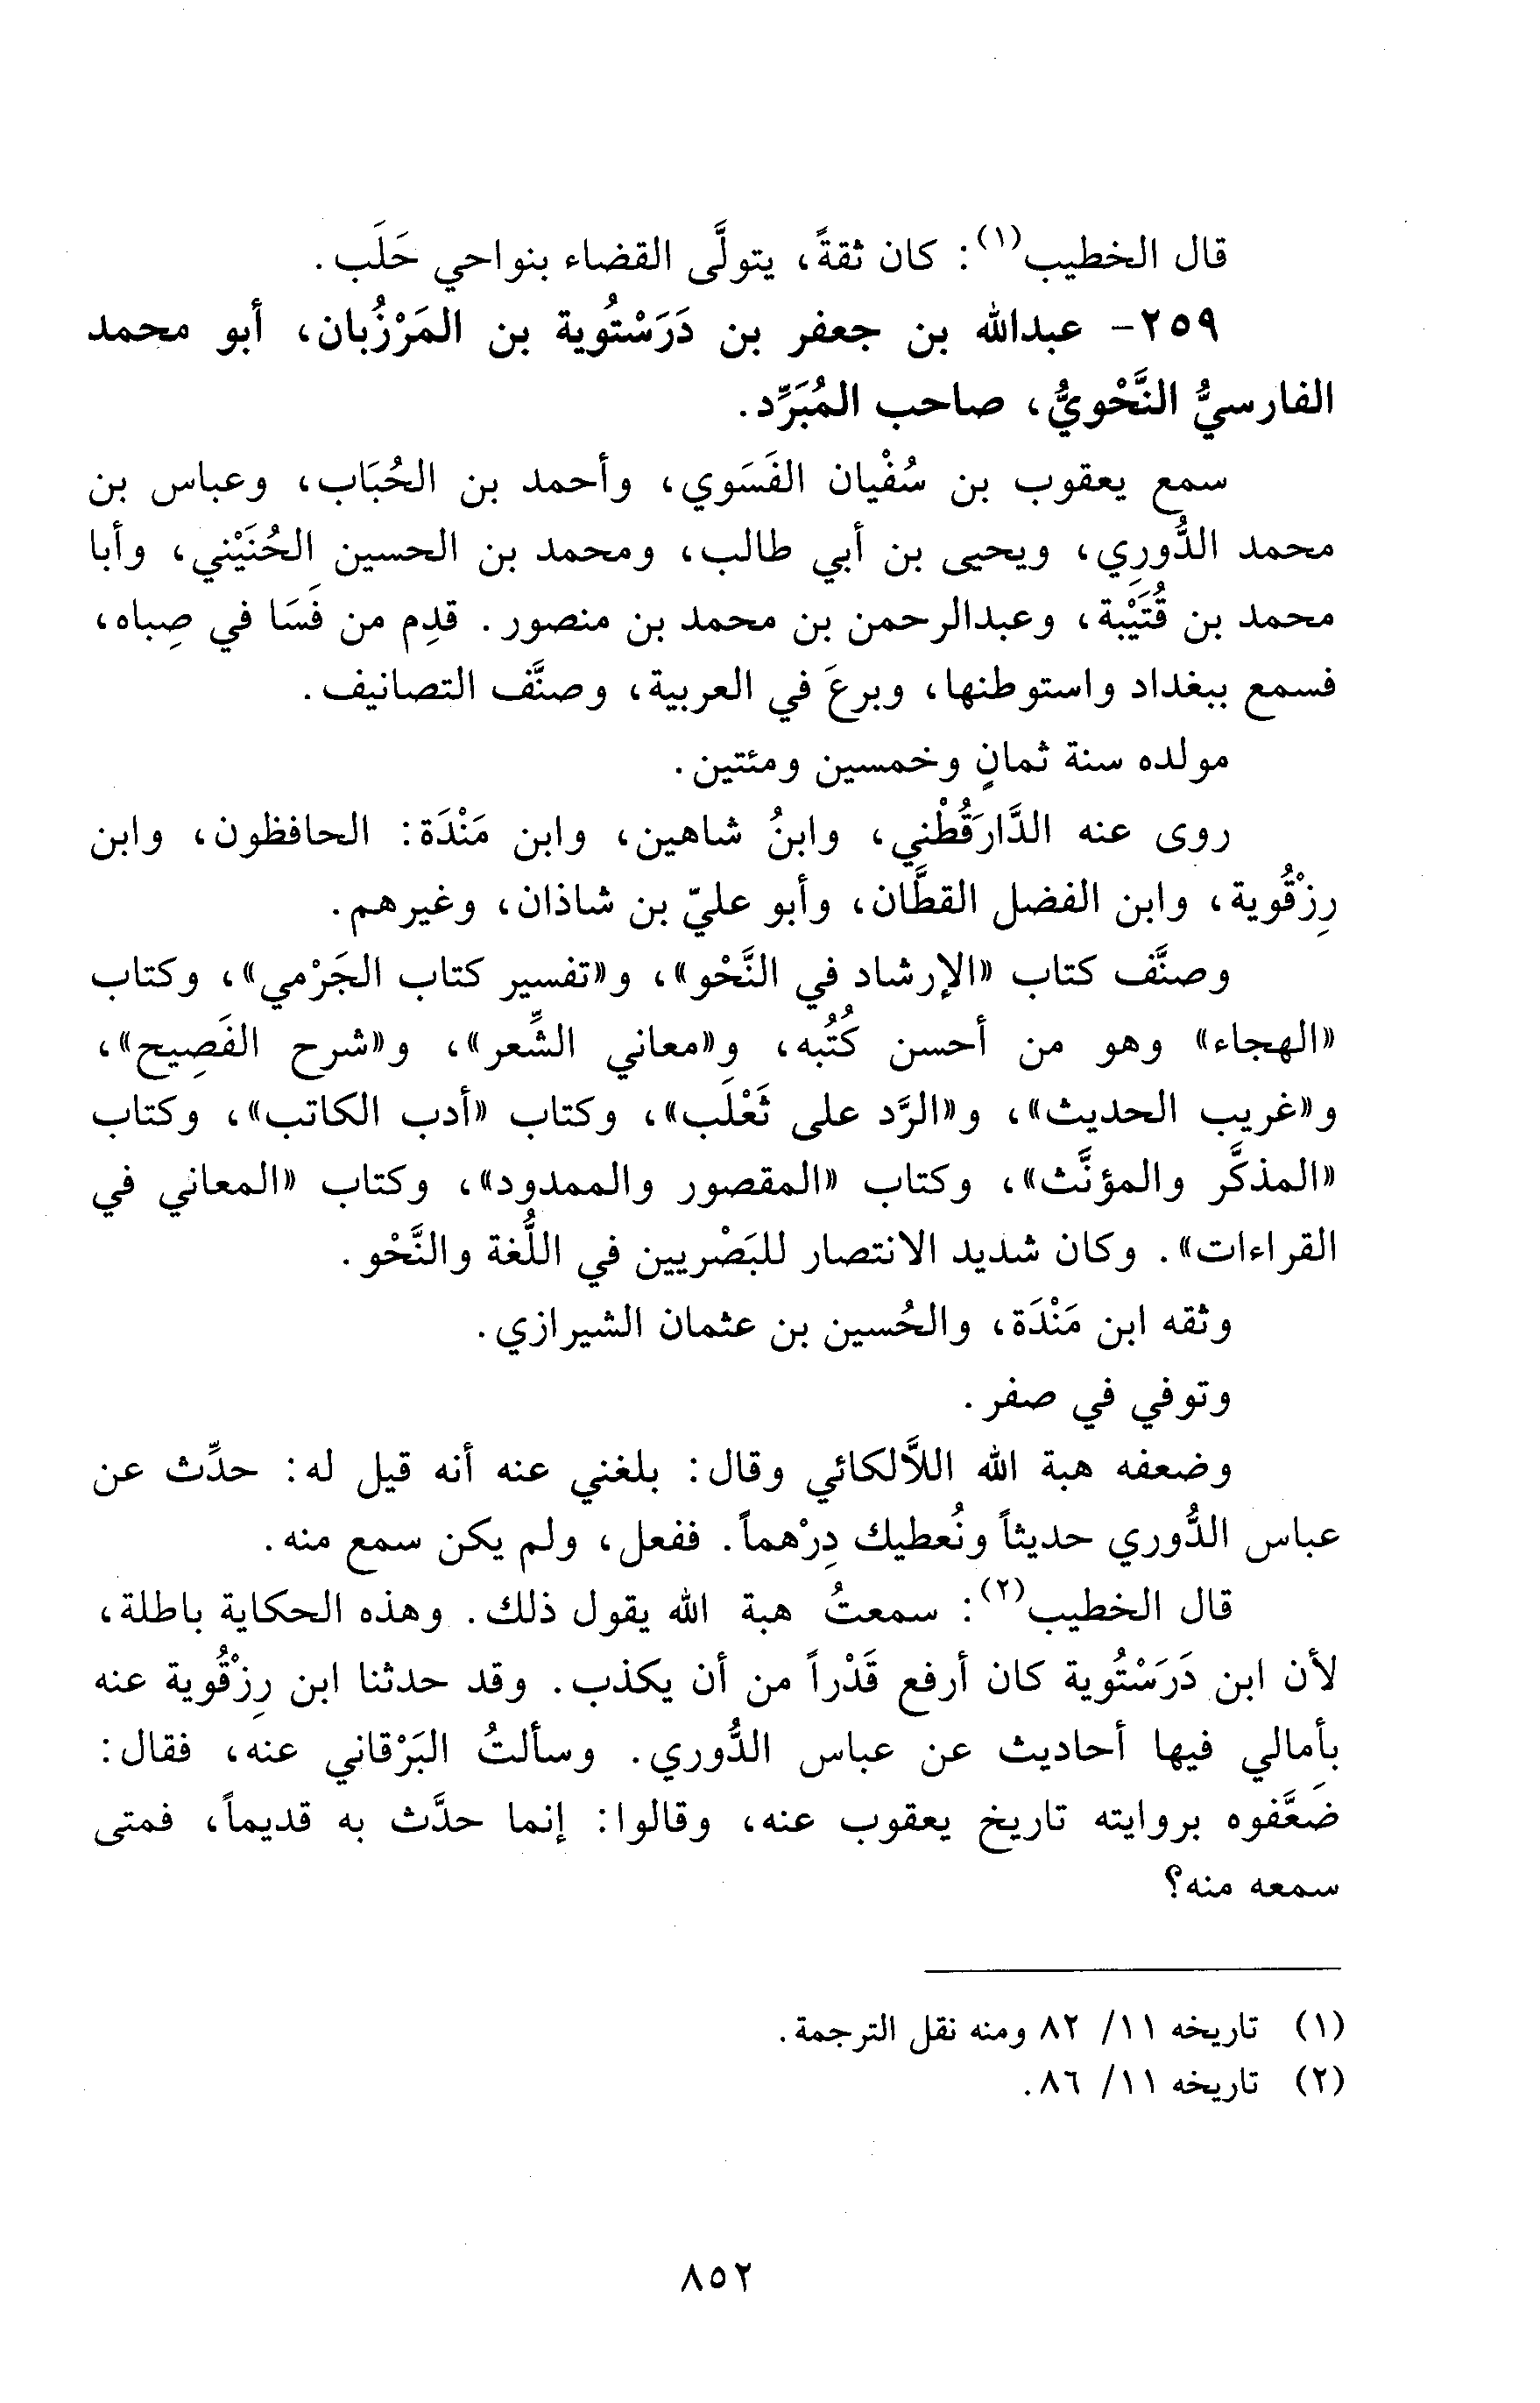 قال الخطيب(١): كان ثقةً، يتولَّى القضاء بنواحي حَلَب.
٢٥٩- عبدالله بن جعفر بن دَرَسْتُوية بن المَرْزُبان، أبو محمد
الفارسيُّ النَّحْويُّ، صاحب المُبَرِّد.
سمع يعقوب بن سُفْيان الفَسَوي، وأحمد بن الحُبَاب، وعباس بن
محمد الدُّورِي، ويحيى بن أبي طالب، ومحمد بن الحسين الحُنَيْني، وأبا
محمد بن قُتَيْبة، وعبدالرحمن بن محمد بن منصور. قدِم من فَسَا في صِباه،
فسمع ببغداد واستوطنها، وبرعَ في العربية، وصنَّف التصانيف.
مولده سنة ثمانٍ وخمسين ومئتين.
روى عنه الدَّارَقُطْني، وابنُ شاهين، وابن مَنْدَة: الحافظون، وابن
رِزْقُوية، وابن الفضل القطَّان، وأبو عليّ بن شاذان، وغيرهم.
وصنَّف كتاب «الإرشاد في النَّحْو»، و«تفسير كتاب الجَرْمي»، وكتاب
«الهجاء» وهو من أحسن كُتُبه، و«معاني الشِّعر»، و«شرح الفَصِيح»،
و«غريب الحديث»، و«الرَّد على ثَعْلَب»، وكتاب «أدب الكاتب»، وكتاب
«المذكَّر والمؤنَّث»، وكتاب «المقصور والممدود»، وكتاب «المعاني في
القراءات». وكان شديد الانتصار للبَصْريين في اللُّغة والنَّحْو.
وثقه ابن مَنْدَة، والحُسين بن عثمان الشيرازي.
وتوفي في صفر.
وضعفه هبة الله اللاَّلكائي وقال: بلغني عنه أنه قيل له: حدِّث عن
عباس الدُّوري حديثاً ونُعطيك دِرْهماً. ففعل، ولم يكن سمع منه.
قال الخطيب(٢): سمعتُ هبة الله يقول ذلك. وهذه الحكاية باطلة،
لأن ابن دَرَسْتُوية كان أرفع قَدْراً من أن يكذب. وقد حدثنا ابن رِزْقُوية عنه
بأمالي فيها أحاديث عن عباس الدُّوري. وسألتُ البَرْقاني عنه، فقال:
ضَعَّفوه بروايته تاريخ يعقوب عنه، وقالوا: إنما حدَّث به قديماً، فمتى
سمعه منه؟
(١) تاريخه ١١/ ٨٢ ومنه نقل الترجمة.
(٢) تاريخه ١١/ ٨٦.
٨٥٢